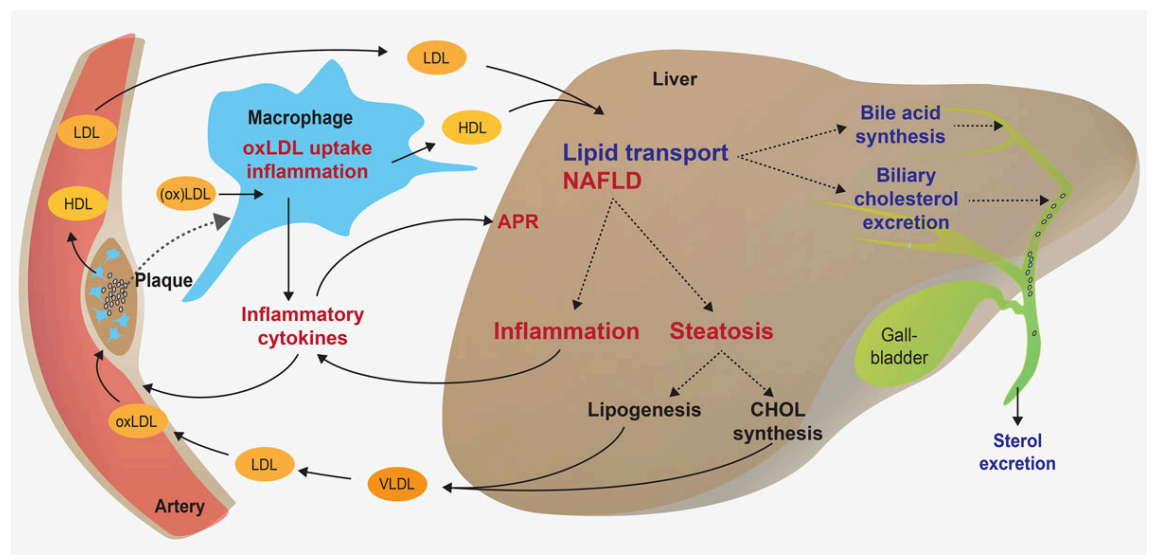 LDL
Liver
Macrophage
oxLDL uptake
inflammation
HDL
LDL
Bile acid
synthesis
Lipid transport
NAFLD
Biliary
cholesterol
excretion
(ox)LDL
HDL
APR
Plaque
Inflammatory
cytokines
Inflammation
Steatosis
Gall-
bladder
Lipogenesis
CHOL
synthesis
oxLDL
LDL
VLDL
Sterol
excretion
Artery